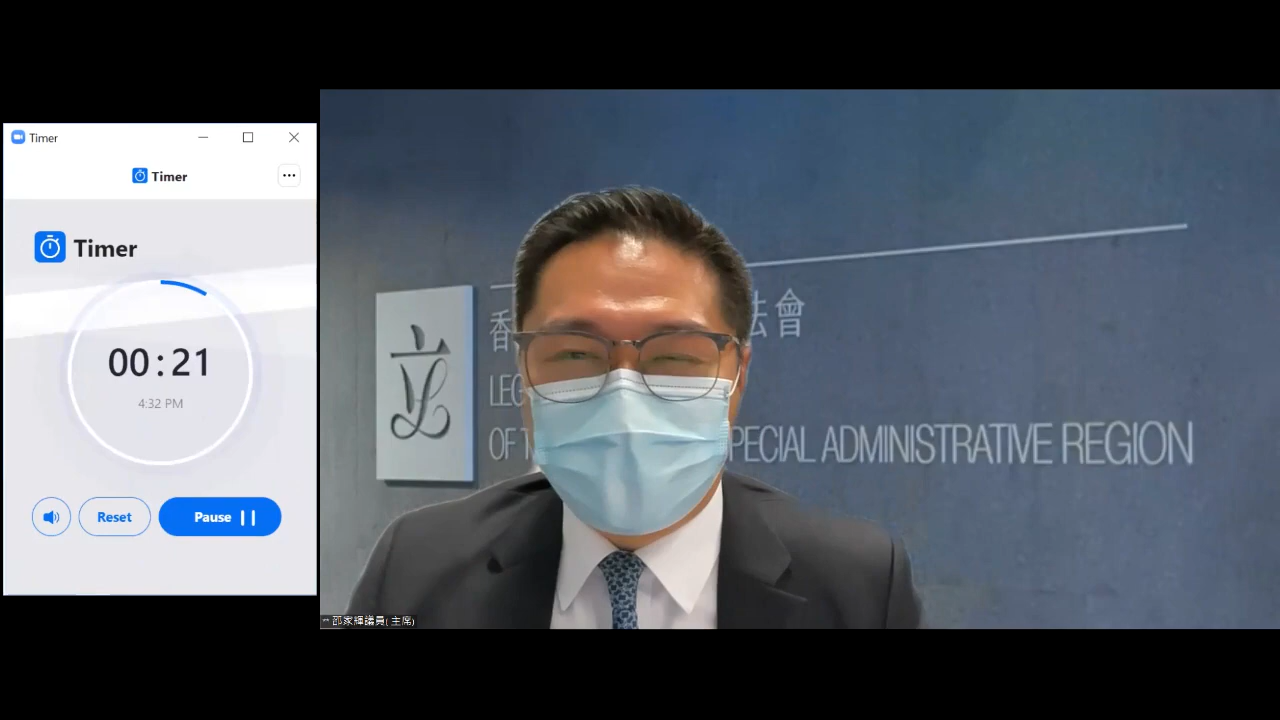 Timer
Timer
Timer
00:21
4:32 PM
Reset
Pause
立
法會
LEG
OF T
PECIAL ADMINISTRATIVE REGION
邵家輝議員(主席)